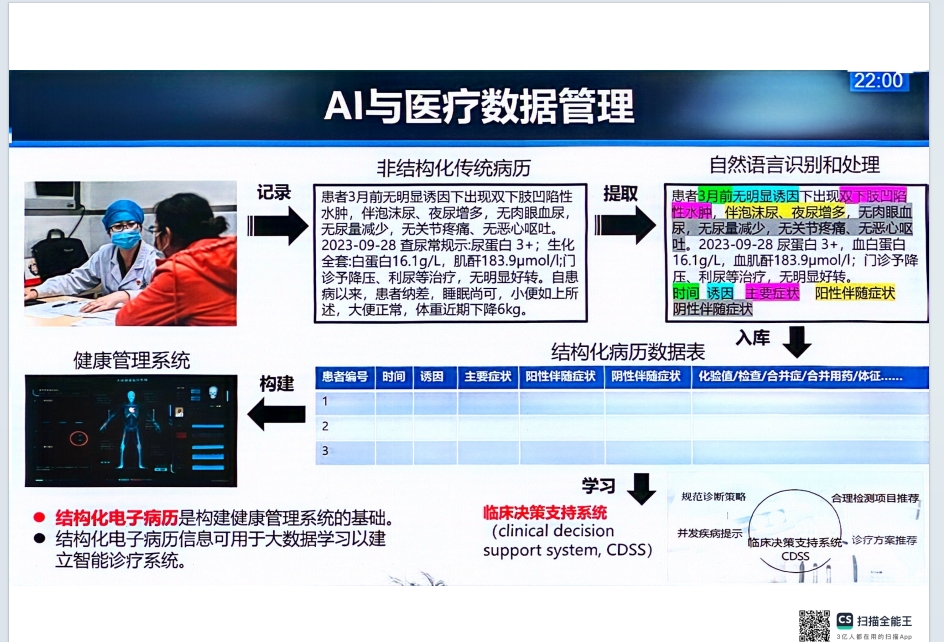 22:00
AI与医疗数据管理
非结构化传统病历
自然语言识别和处理
记录
患者3月前无明显诱因下出现双下肢凹陷性
水肿，伴泡沫尿、夜尿增多，无肉眼血尿，
无尿量减少，无关节疼痛、无恶心呕吐。
2023-09-28 查尿常规示:尿蛋白 3+；生化
全套:白蛋白16.1g/L，肌酐183.9μmol/l;门
诊予降压、利尿等治疗，无明显好转。自患
病以来，患者纳差，睡眠尚可，小便如上所
述，大便正常，体重近期下降6kg。
提取
患者3月前无明显诱因下出现双下肢凹陷
性水肿，伴泡沫尿、夜尿增多，无肉眼血
尿，无尿量减少，无关节疼痛、无恶心呕
吐。2023-09-28 尿蛋白 3+，血白蛋白
16.1g/L，血肌酐183.9μmol/l；门诊予降
压、利尿等治疗，无明显好转。
时间 诱因 主要症状 阳性伴随症状
阴性伴随症状
入库
健康管理系统
构建
结构化病历数据表
患者编号 时间 诱因 主要症状 阳性伴随症状 阴性伴随症状 化验值/检查/合并症/合并用药/体征......
1
2
3
学习
结构化电子病历是构建健康管理系统的基础。
结构化电子病历信息可用于大数据学习以建
立智能诊疗系统。
临床决策支持系统
（clinical decision
support system, CDSS）
规范诊断策略
合理检测项目推荐
并发疾病提示
临床决策支持系统
CDSS
诊疗方案推荐
CS 扫描全能王
3亿人都在用的扫描App